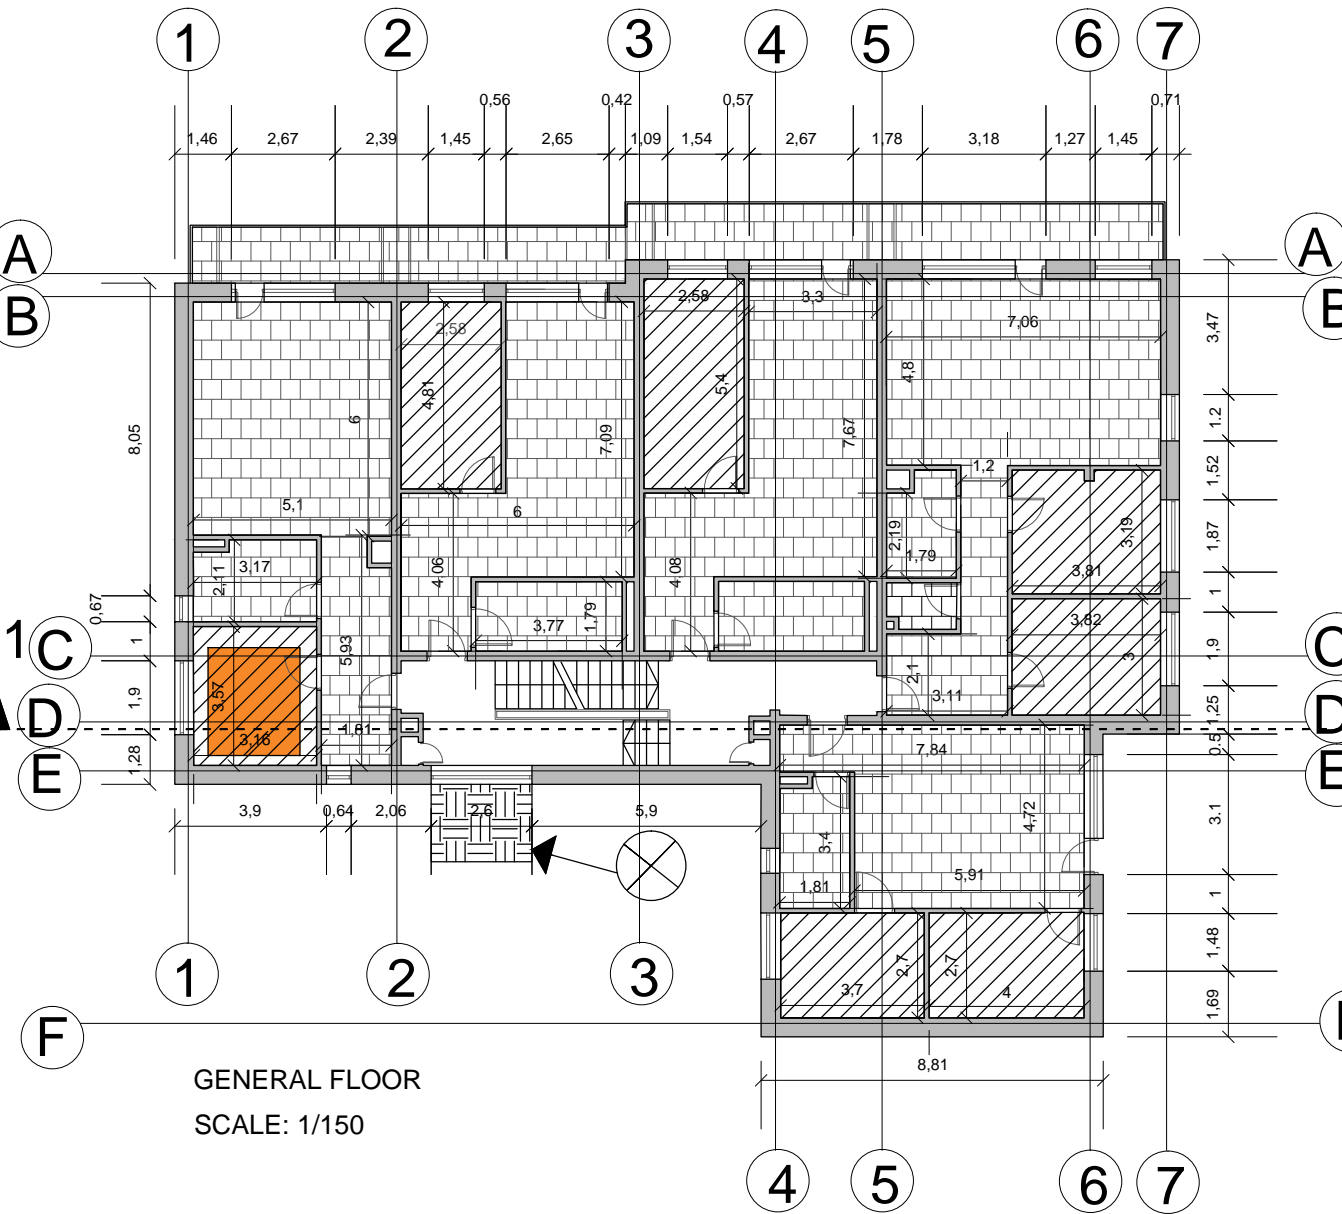 1 2 3 4 5 6 7
0,56 0,42 0,57 0,71
1,46 2,67 2,39 1,45 2,65 1,09 1,54 2,67 1,78 3,18 1,27 1,45
A A
B B
2,58 3,3
2,58 7,06
3,47
4,81 5,4 4,8
6 7,09 7,67
8,05
1.2
1,2
1,52
5,1 6
2,19 3,19 1,87
4,06 4,08 1,79
2,11 3,17 3,81
0,67 1
3,77 1,79 3,82
1 C 1 C
5,93 2,1 3 1,9
1,9 3,57 3,11
D 1,25 D
3,16 1,81 7,84 0.5
E 1,28 E
3,9 0,64 2,06 2,6 5,9 4,72 3.1
3,4
1,81 5,91
1
1 2 3 2,7 2,7 1,48
3,7 4 1,69
F
8,81
GENERAL FLOOR
SCALE: 1/150
4 5 6 7